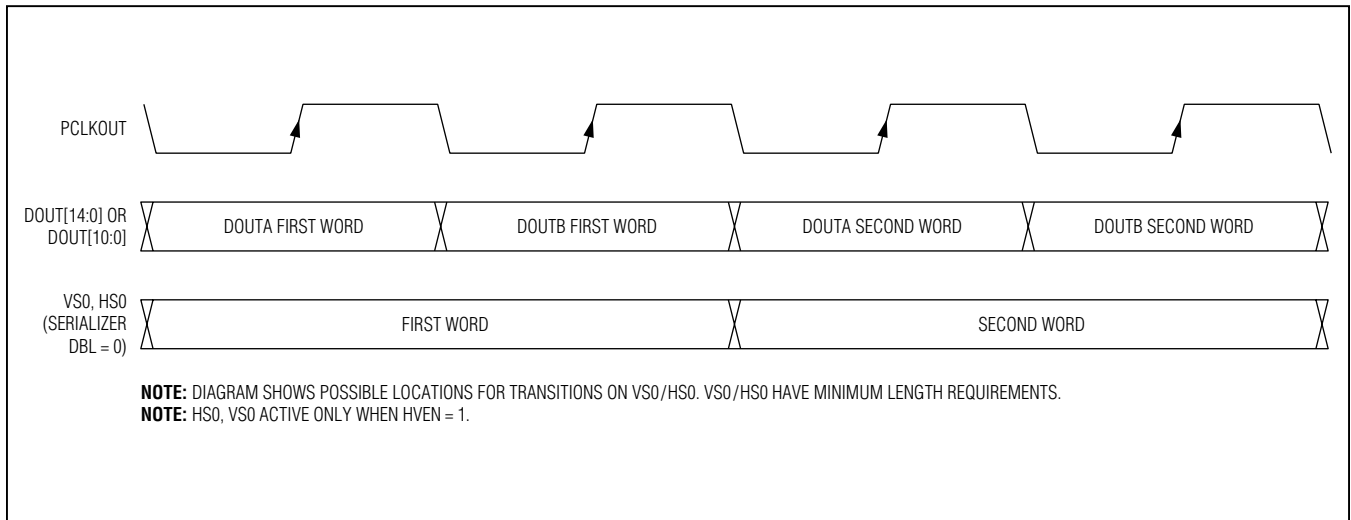 PCLKOUT
DOUT[14:0] OR
DOUT[10:0]
DOUTA FIRST WORD
DOUTB FIRST WORD
DOUTA SECOND WORD
DOUTB SECOND WORD
VS0, HS0
(SERIALIZER
DBL = 0)
FIRST WORD
SECOND WORD
NOTE: DIAGRAM SHOWS POSSIBLE LOCATIONS FOR TRANSITIONS ON VS0/HS0. VS0/HS0 HAVE MINIMUM LENGTH REQUIREMENTS.
NOTE: HS0, VS0 ACTIVE ONLY WHEN HVEN = 1.